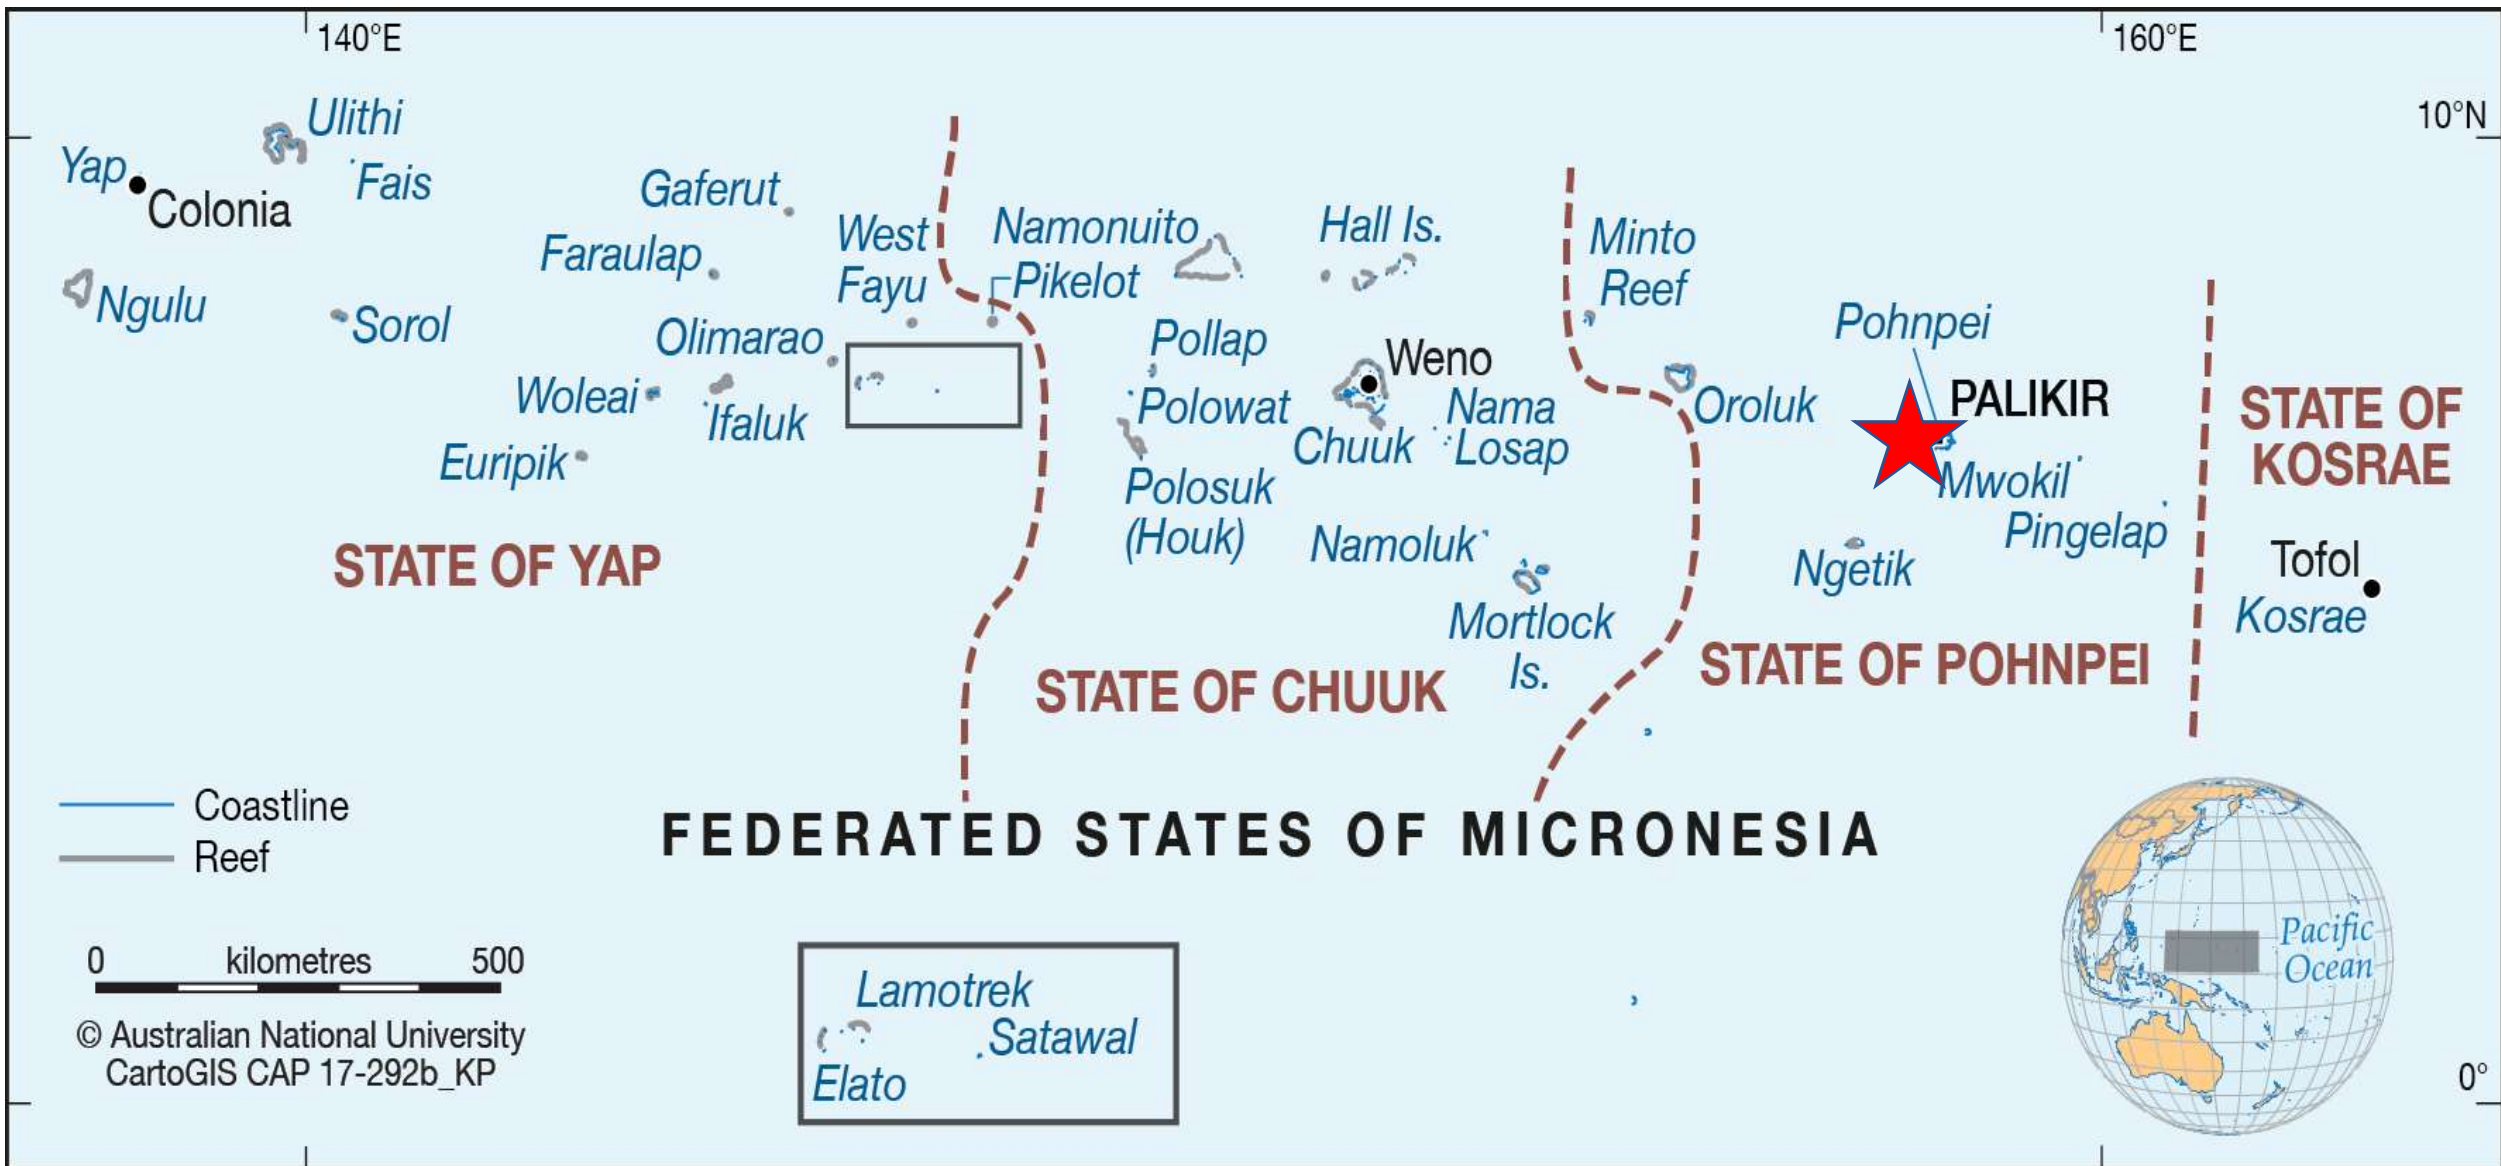 140°E
160°E
10°N
Ulithi
Yap
Fais
Colonia
Gaferut
Ngulu
Sorol
Faraulap
West
Fayu
Namonuito
Pikelot
Hall Is.
Minto
Reef
Olimarao
Woleai
Ifaluk
Euripik
Pollap
Polowat
Polosuk
(Houk)
Weno
Chuuk
Nama
Losap
Namoluk
Mortlock
Is.
Oroluk
Pohnpei
PALIKIR
Mwokil
Pingelap
Ngetik
STATE OF
KOSRAE
Tofol
Kosrae
STATE OF YAP
STATE OF CHUUK
STATE OF POHNPEI
FEDERATED STATES OF MICRONESIA
Coastline
Reef
0 kilometres 500
© Australian National University
CartoGIS CAP 17-292b_KP
Lamotrek
Satawal
Elato
Pacific
Ocean
0°